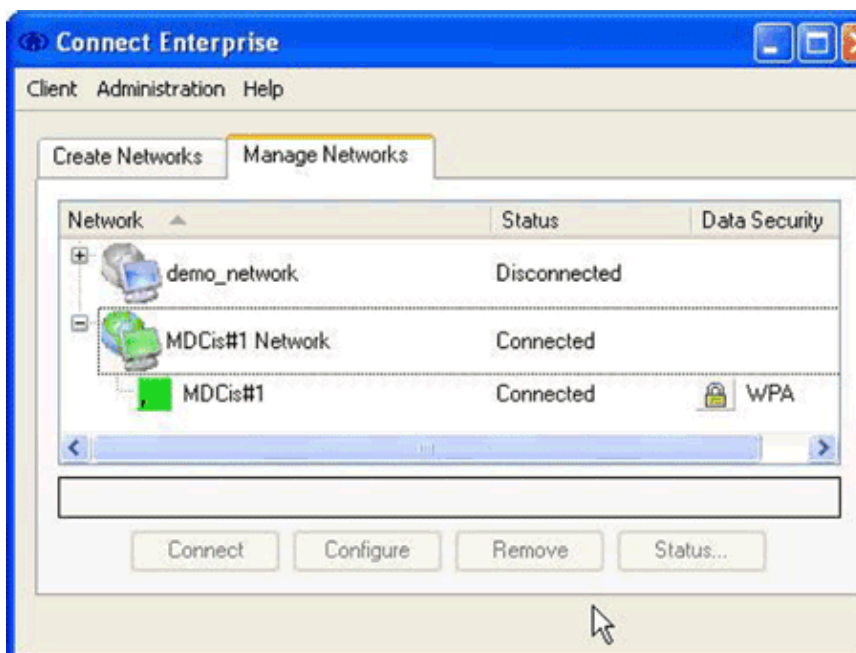 Connect Enterprise
Client Administration Help
Create Networks Manage Networks
Network Status Data Security
demo_network Disconnected
MDCis#1 Network Connected
MDCis#1 Connected WPA
Connect Configure Remove Status...